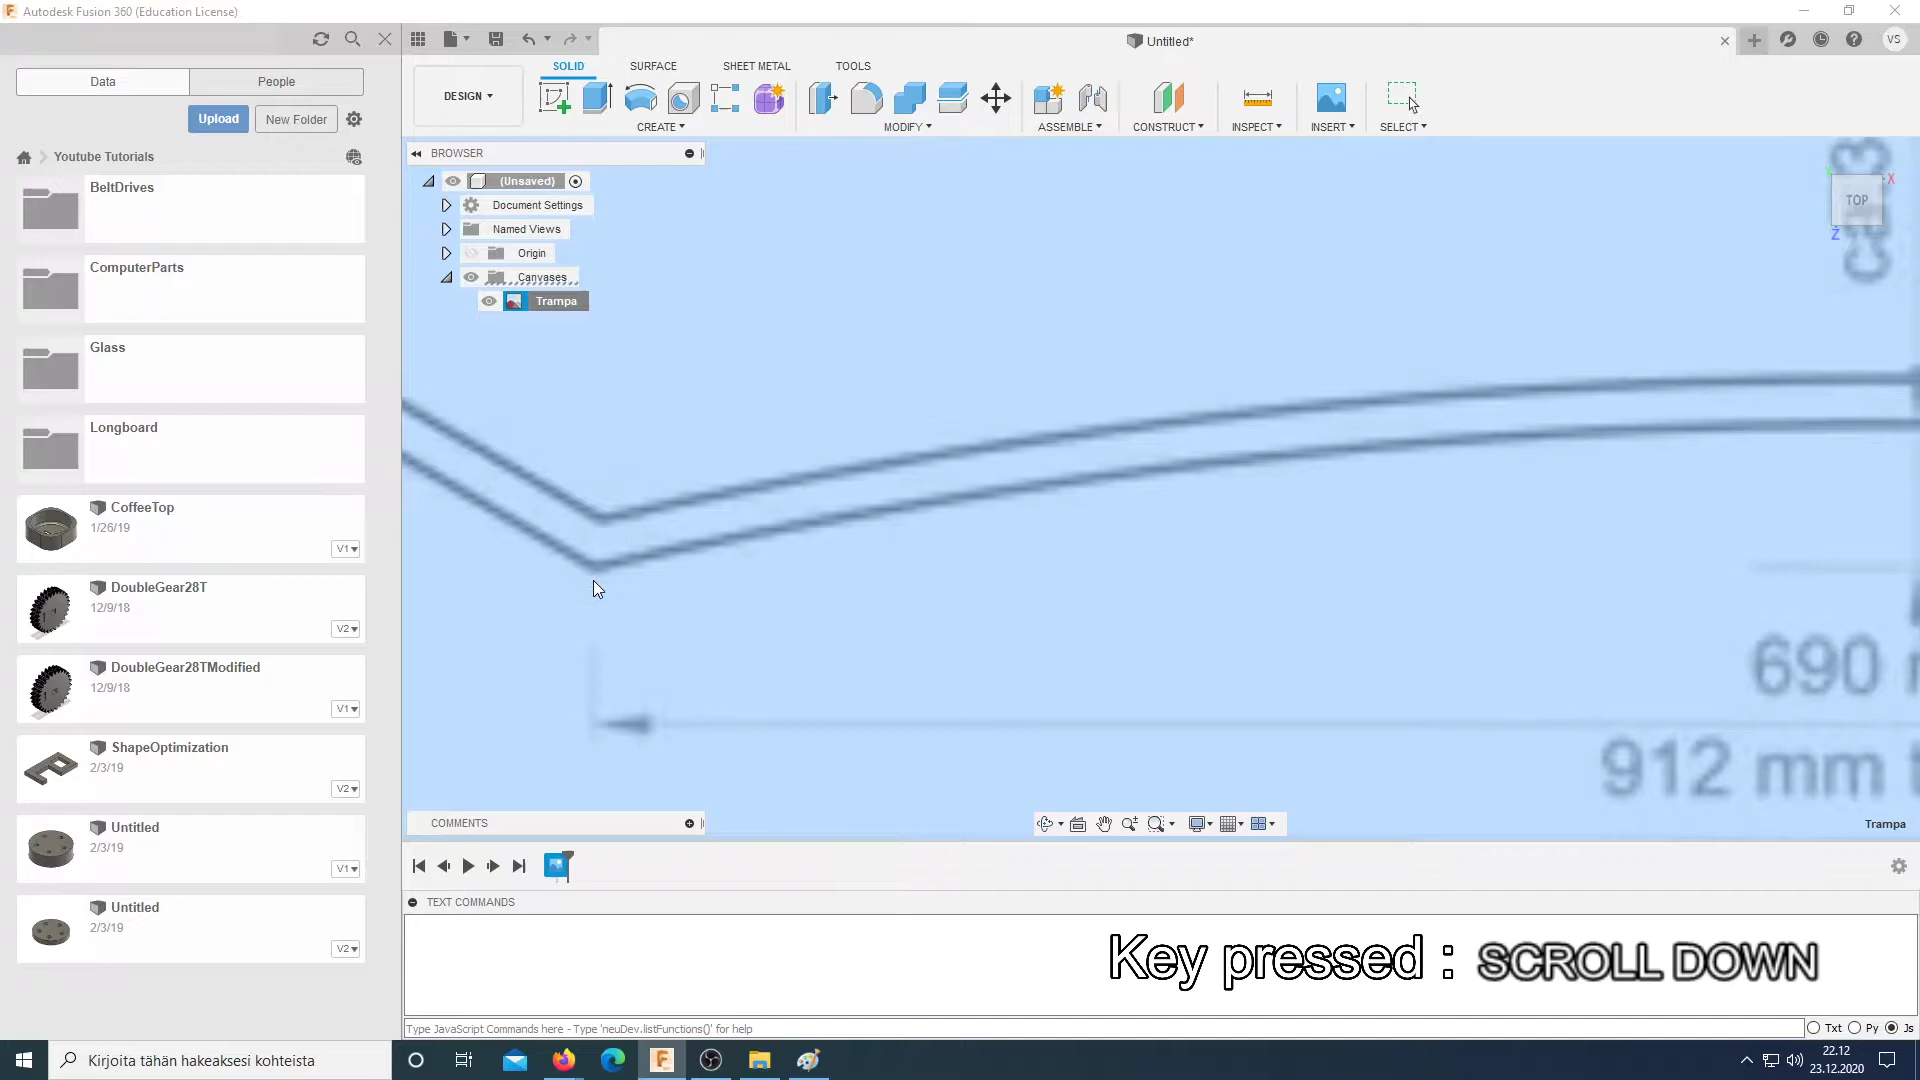 Autodesk Fusion 360 (Education License)
Untitled*
VS
Data
People
Upload
New Folder
Youtube Tutorials
BeltDrives
ComputerParts
Glass
Longboard
CoffeeTop
1/26/19
V1
DoubleGear28T
12/9/18
V2
DoubleGear28TModified
12/9/18
V1
ShapeOptimization
2/3/19
V2
Untitled
2/3/19
V1
Untitled
2/3/19
V2
DESIGN
SOLID
SURFACE
SHEET METAL
TOOLS
CREATE
MODIFY
ASSEMBLE
CONSTRUCT
INSPECT
INSERT
SELECT
BROWSER
(Unsaved)
Document Settings
Named Views
Origin
Canvases
Trampa
TOP
X
Z
690
912 mm
COMMENTS
Trampa
TEXT COMMANDS
Key pressed : SCROLL DOWN
Type JavaScript Commands here - Type 'neuDev.listFunctions()' for help
Txt
Py
Js
Kirjoita tähän hakeaksesi kohteista
22.12
23.12.2020